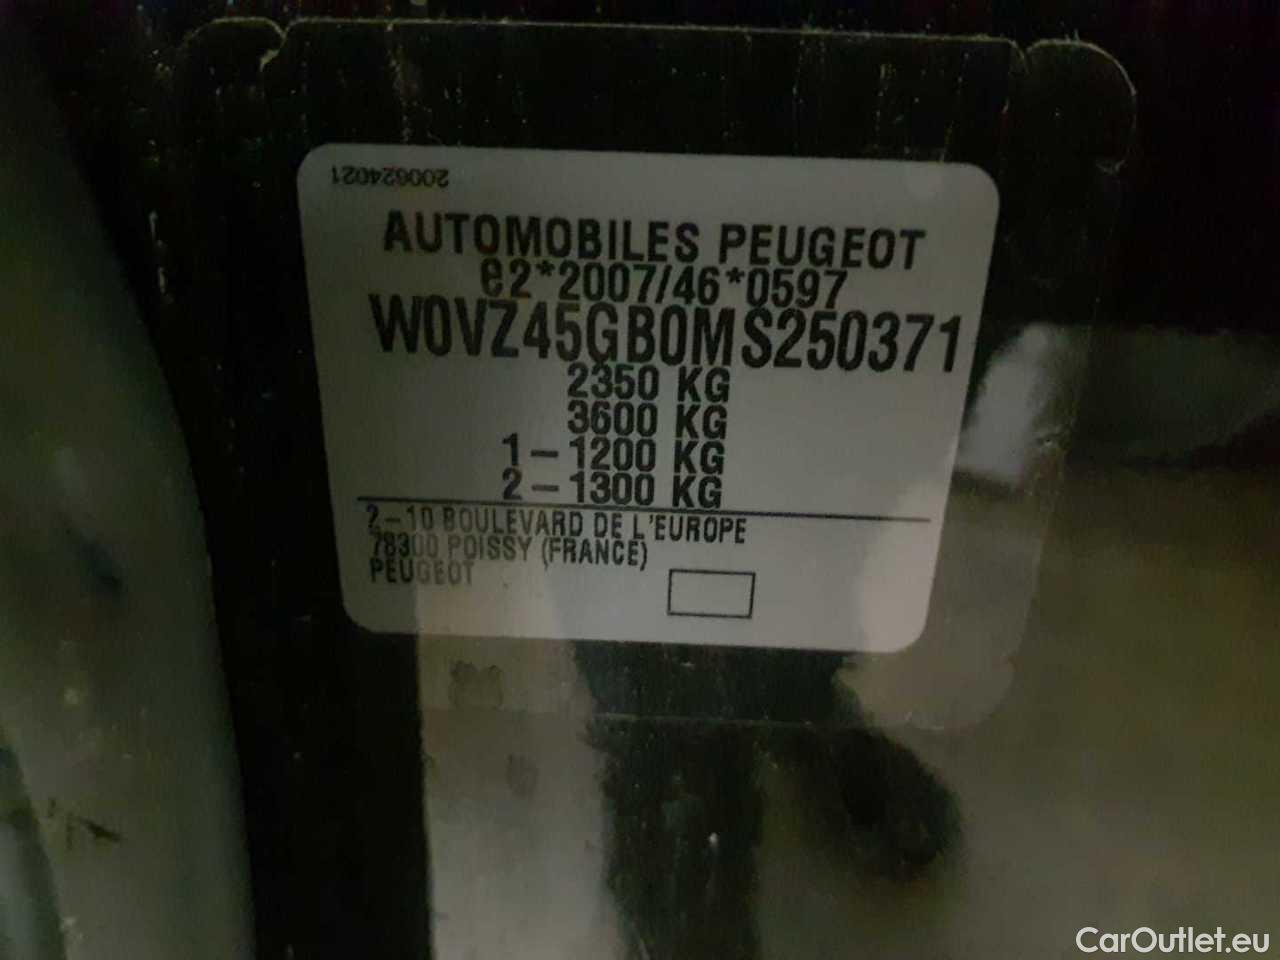 200624021
AUTOMOBILES PEUGEOT
e2*2007/46*0597
W0VZ45GB0MS250371
2350 KG
3600 KG
1-1200 KG
2-1300 KG
2-10 BOULEVARD DE L'EUROPE
78300 POISSY (FRANCE)
PEUGEOT
CarOutlet.eu